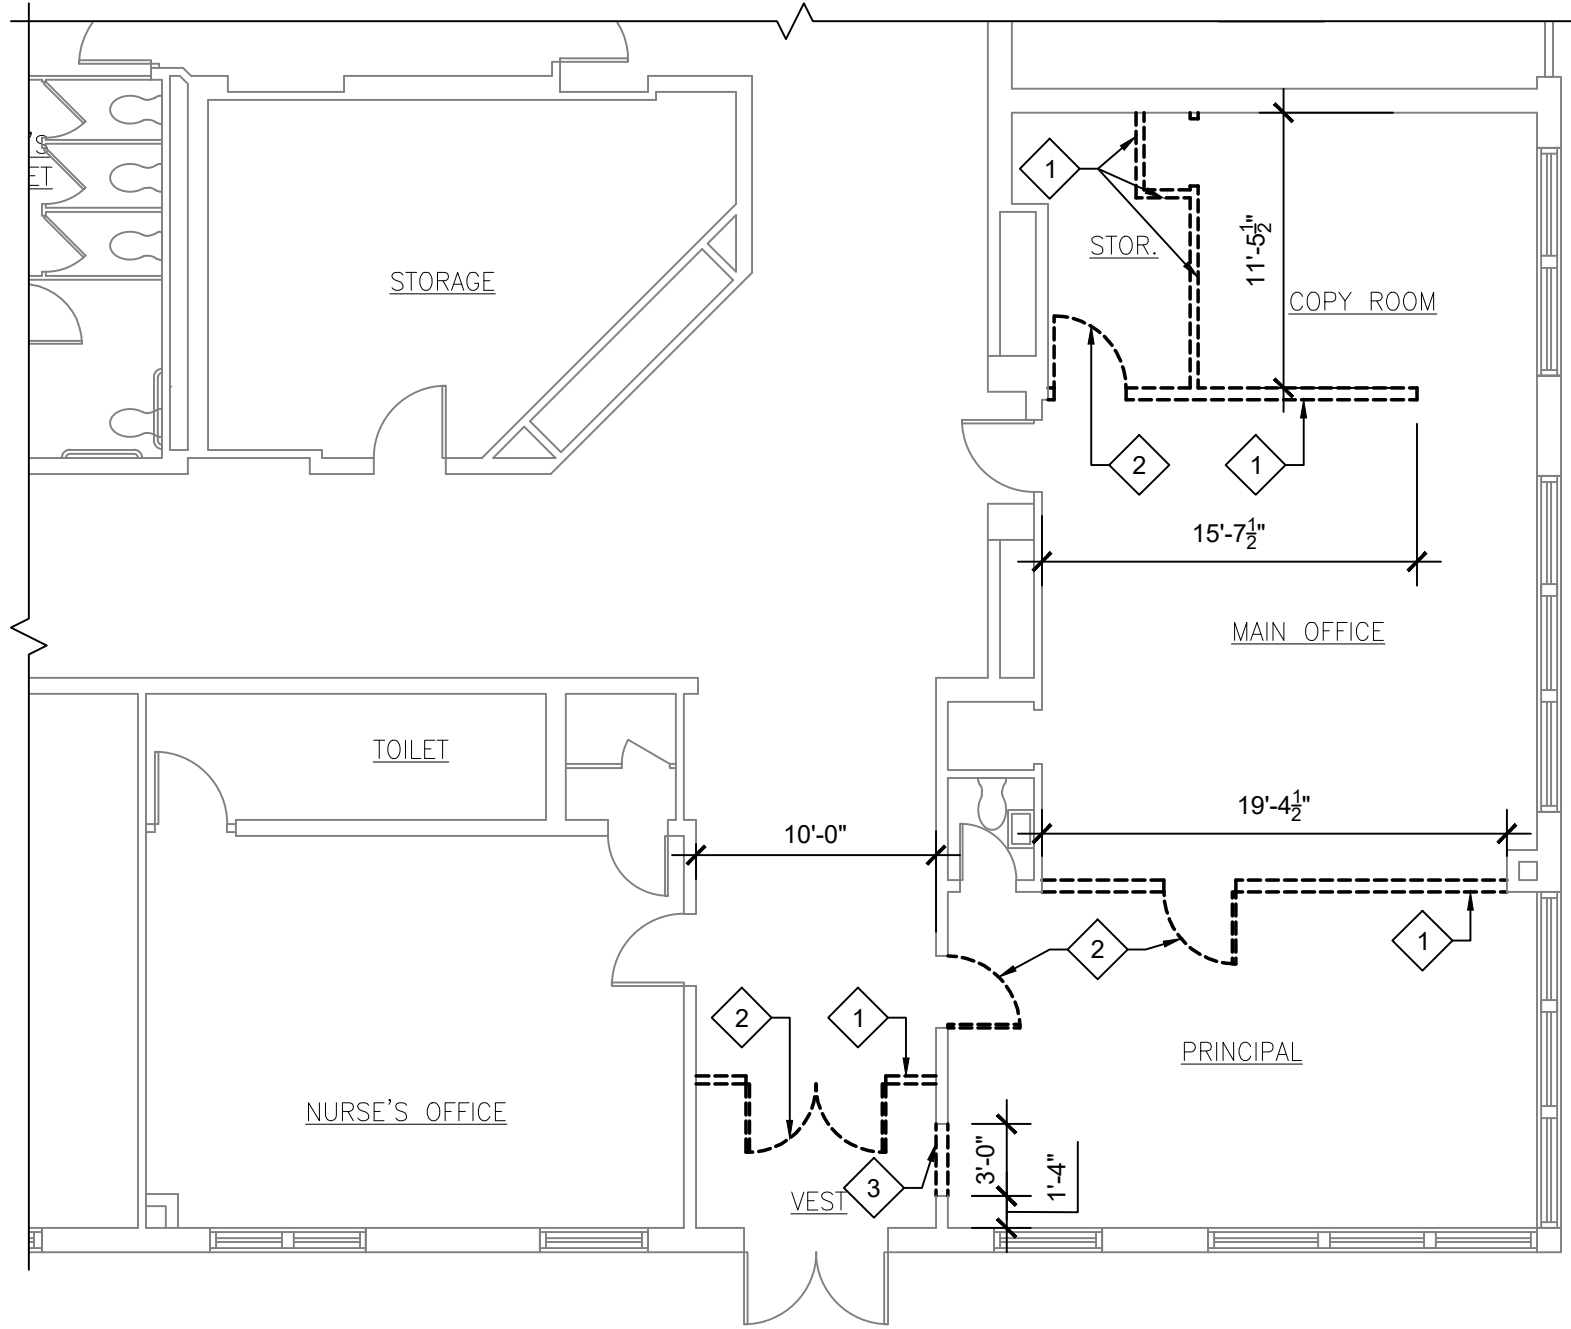 'S
ET
1
STOR.
11'-5½"
STORAGE
COPY ROOM
2
1
15'-7½"
MAIN OFFICE
TOILET
19'-4½"
10'-0"
2
1
2
1
PRINCIPAL
NURSE'S OFFICE
3'-0"
1'-4"
3
VEST